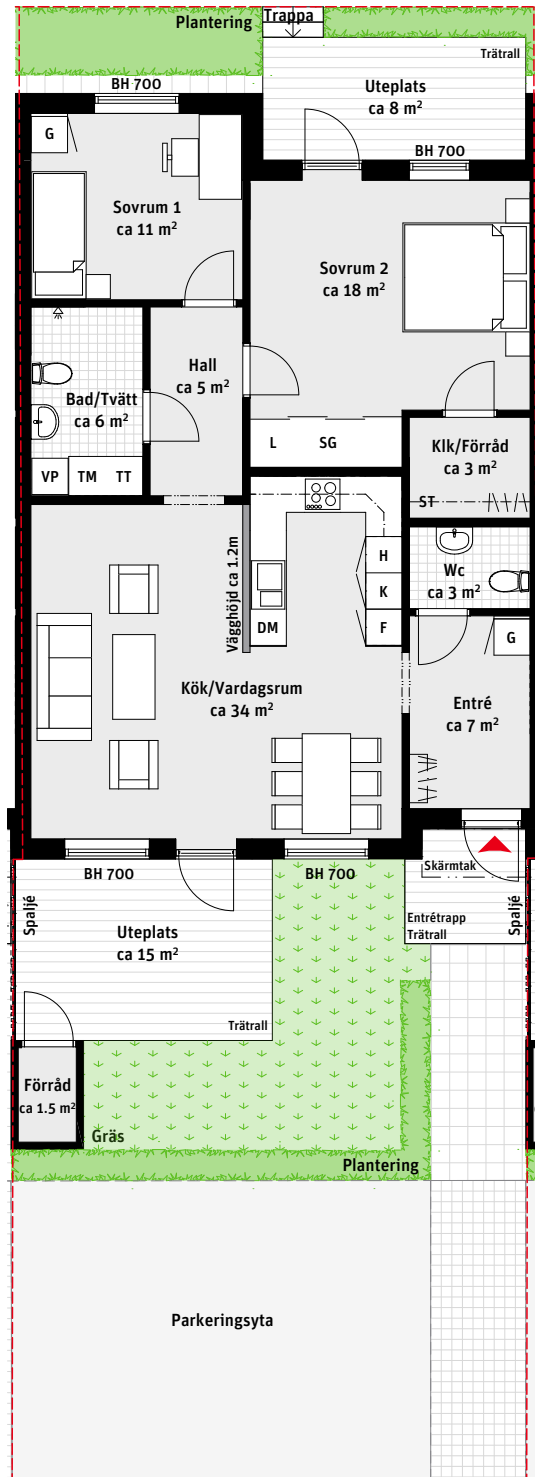 Trappa
Plantering
Trätrall
Uteplats
ca 8 m²
BH 700
BH 700
G
Sovrum 1
ca 11 m²
Sovrum 2
ca 18 m²
Hall
ca 5 m²
Bad/Tvätt
ca 6 m²
VP
TM
TT
L
SG
Klk/Förråd
ca 3 m²
ST
Vägghöjd ca 1.2m
H
K
F
DM
Wc
ca 3 m²
G
Kök/Vardagsrum
ca 34 m²
Entré
ca 7 m²
BH 700
BH 700
Skärmtak
Spaljé
Spaljé
Entrétrapp
Trätrall
Uteplats
ca 15 m²
Trätrall
Förråd
ca 1.5 m²
Gräs
Plantering
Parkeringsyta